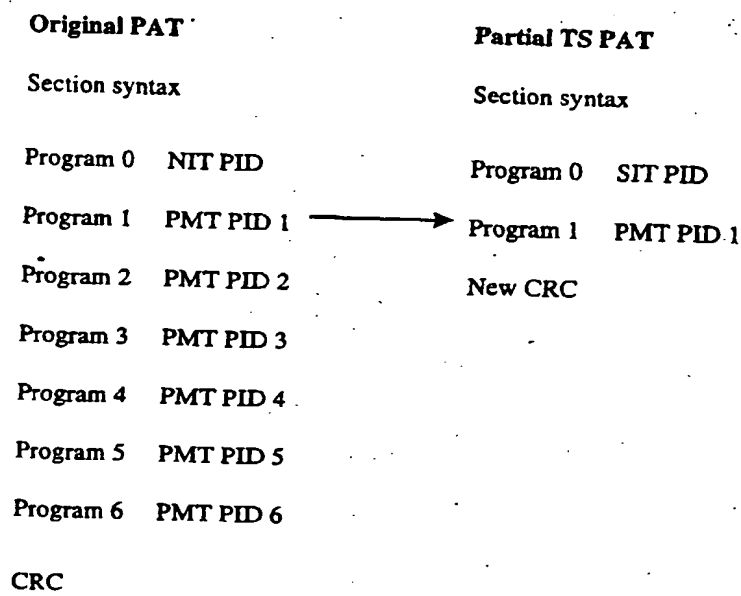 Original PAT
Section syntax
Program 0 NIT PID
Program 1 PMT PID 1
Program 2 PMT PID 2
Program 3 PMT PID 3
Program 4 PMT PID 4
Program 5 PMT PID 5
Program 6 PMT PID 6
CRC
Partial TS PAT
Section syntax
Program 0 SIT PID
Program 1 PMT PID 1
New CRC